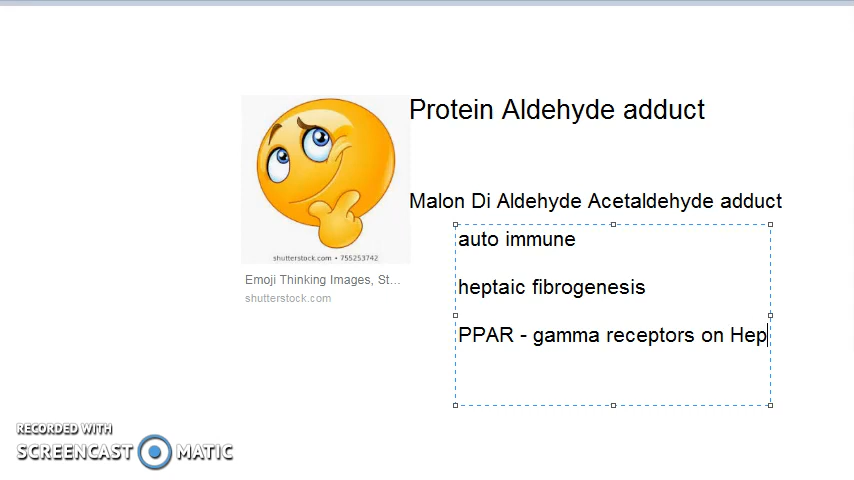 Protein Aldehyde adduct
Malon Di Aldehyde Acetaldehyde adduct
auto immune
heptaic fibrogenesis
PPAR - gamma receptors on Hep
shutterstock.com • 755253742
Emoji Thinking Images, St...
shutterstock.com
RECORDED WITH
SCREENCAST MATIC